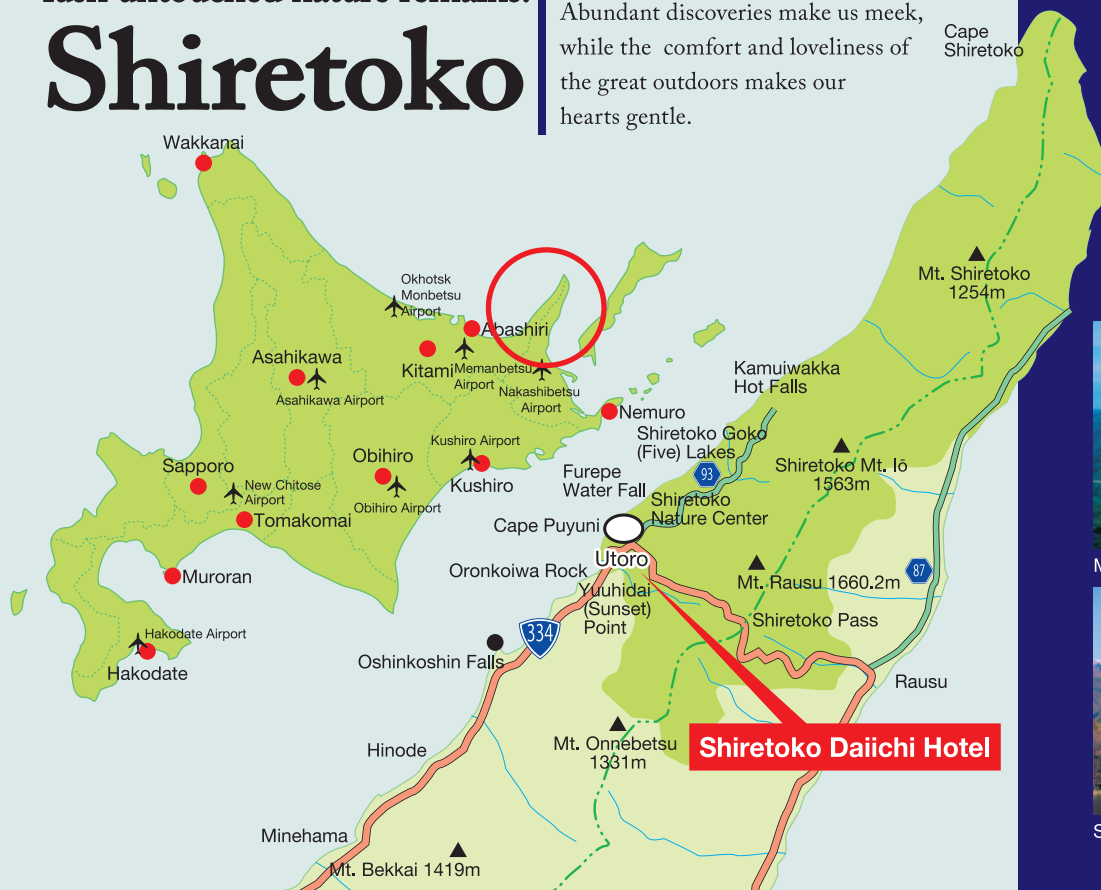 lush untouched nature remains!
Shiretoko
Abundant discoveries make us meek,
while the comfort and loveliness of
the great outdoors makes our
hearts gentle.
Cape
Shiretoko
Wakkanai
Mt. Shiretoko
1254m
Okhotsk
Monbetsu
Airport
Abashiri
Asahikawa
Kitami
Memanbetsu
Airport
Asahikawa Airport
Nakashibetsu
Airport
Kamuiwakka
Hot Falls
Nemuro
Shiretoko Goko
(Five) Lakes
Kushiro Airport
Obihiro
Kushiro
Obihiro Airport
Sapporo
New Chitose
Airport
Tomakomai
Furepe
Water Fall
93
Shiretoko Mt. Iō
1563m
Shiretoko
Nature Center
Cape Puyuni
Utoro
Oronkoiwa Rock
Mt. Rausu 1660.2m
87
Muroran
Yuuhidai
(Sunset)
Point
Shiretoko Pass
334
Hakodate Airport
Hakodate
Oshinkoshin Falls
Rausu
Hinode
Mt. Onnebetsu
1331m
Shiretoko Daiichi Hotel
Minehama
Mt. Bekkai 1419m